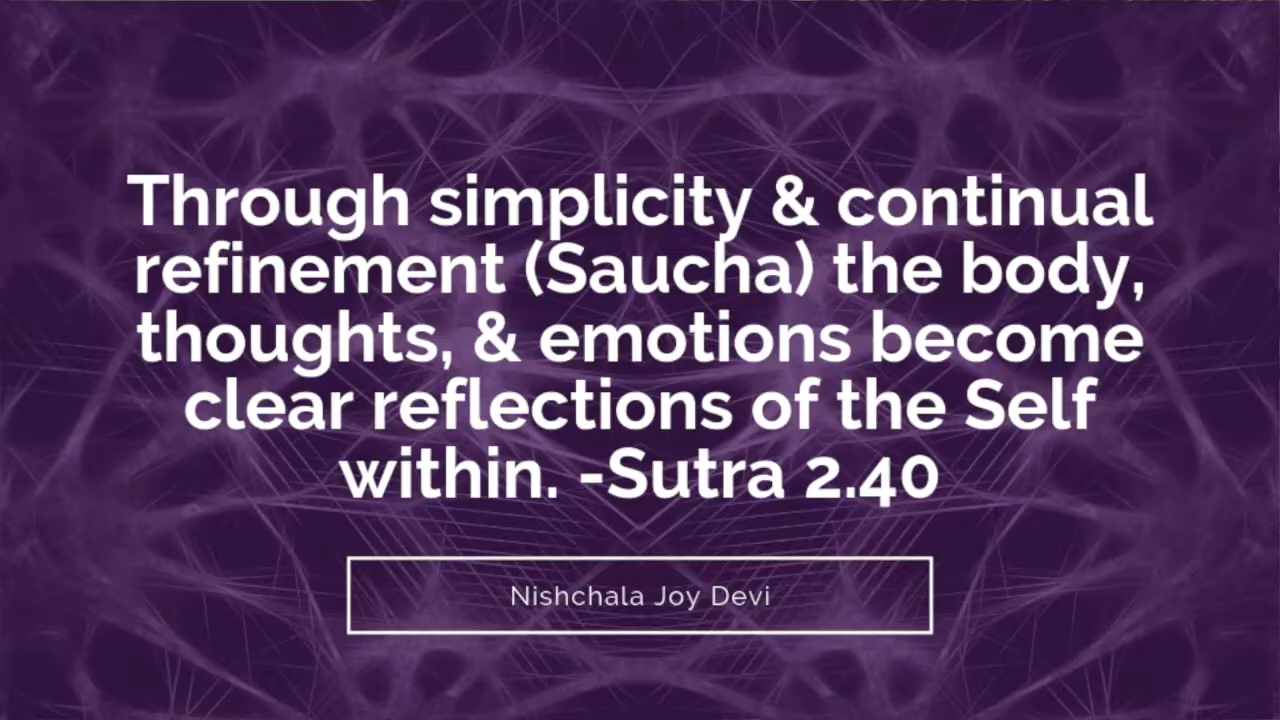 Through simplicity & continual
refinement (Saucha) the body,
thoughts, & emotions become
clear reflections of the Self
within. -Sutra 2.40
Nishchala Joy Devi